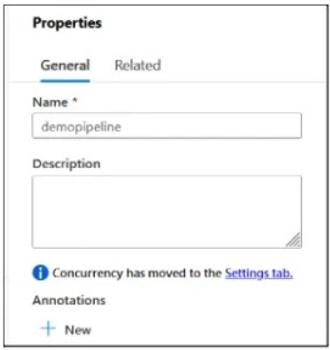 Properties
General Related
Name *
demopipeline
Description
Concurrency has moved to the Settings tab.
Annotations
New